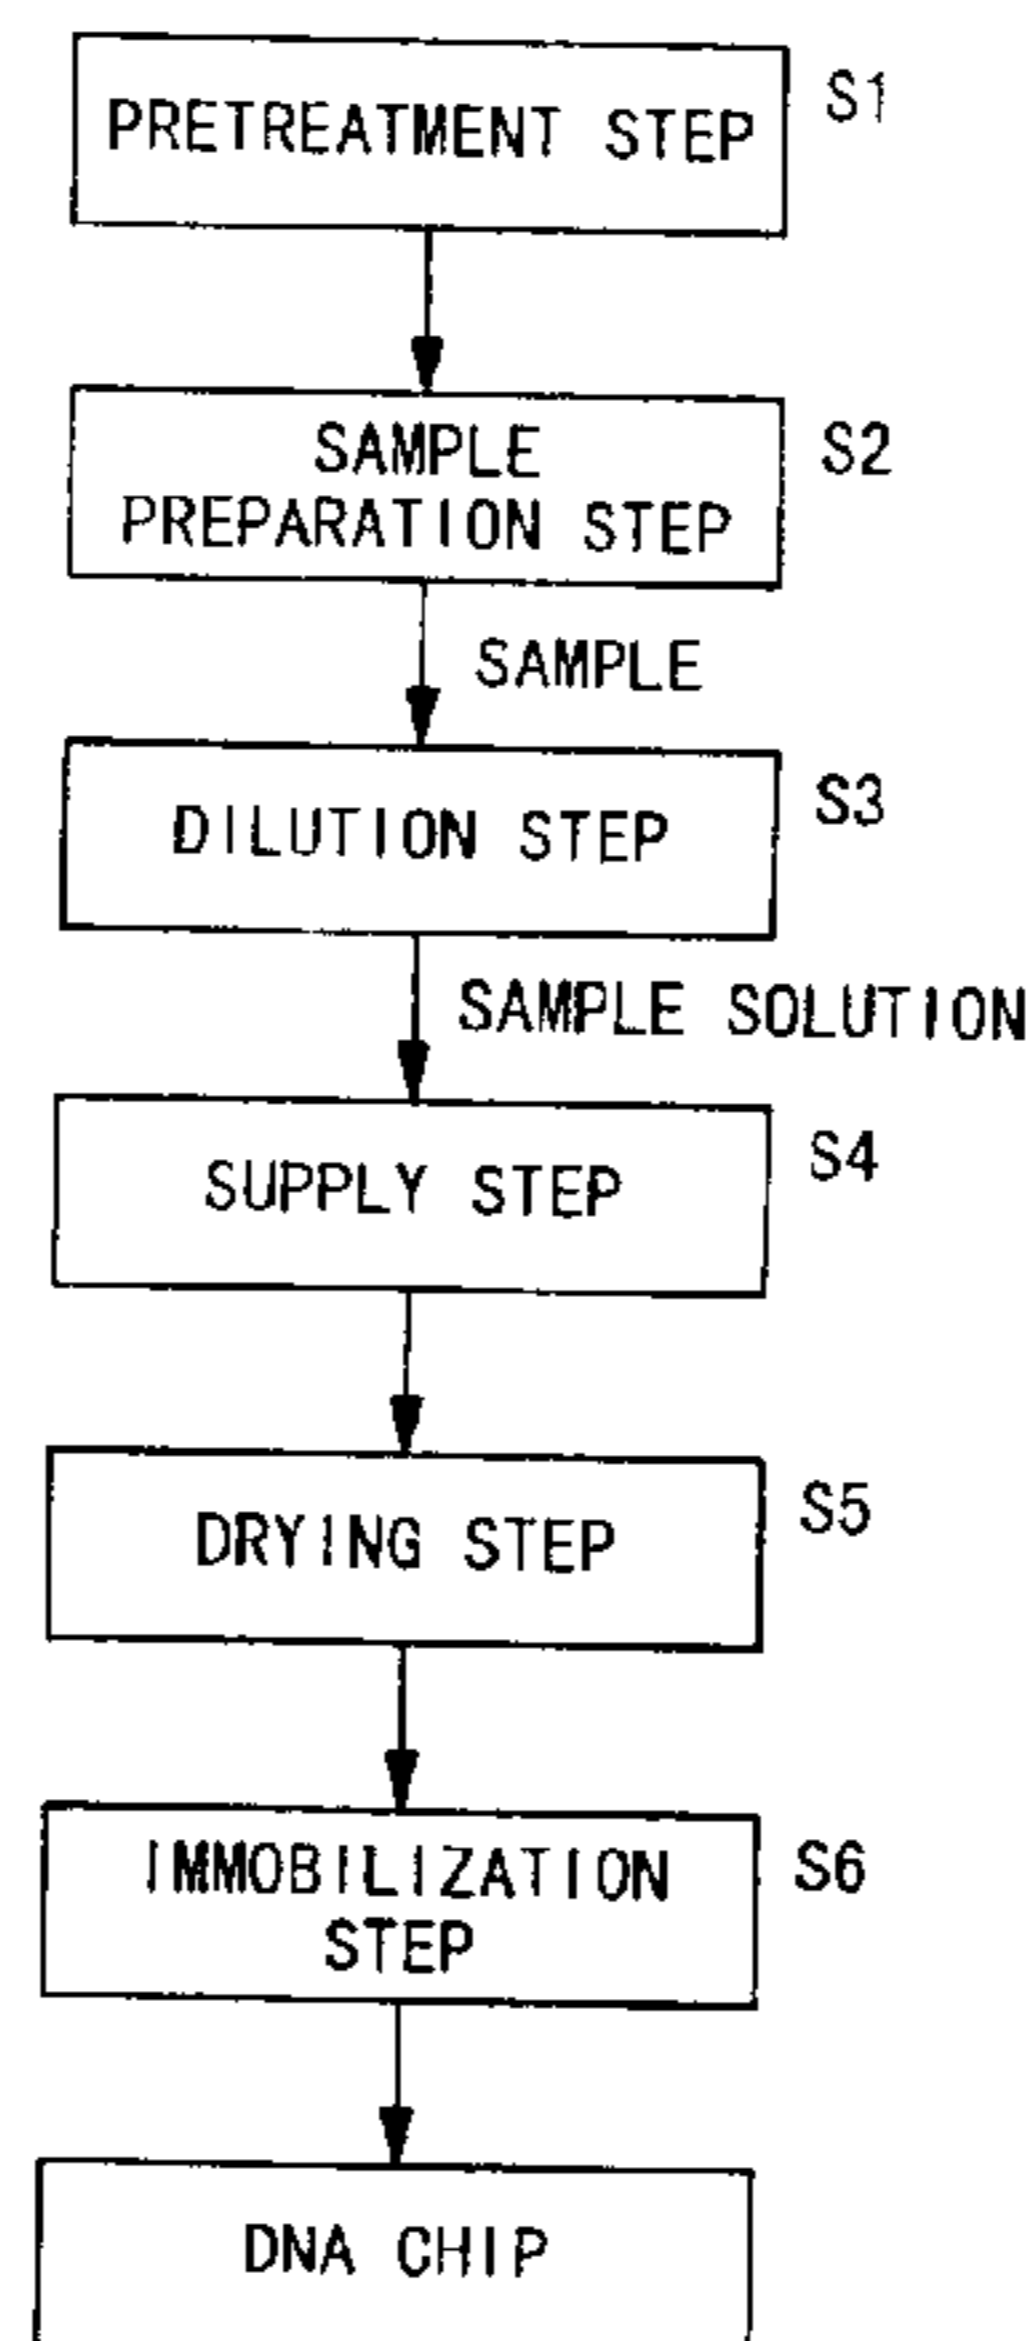 PRETREATMENT STEP
S1
SAMPLE
PREPARATION STEP
S2
SAMPLE
DILUTION STEP
S3
SAMPLE SOLUTION
SUPPLY STEP
S4
DRYING STEP
S5
IMMOBILIZATION
STEP
S6
DNA CHIP